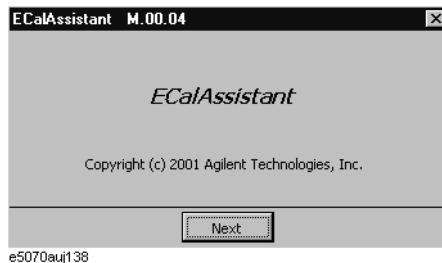 ECalAssistant M.00.04
ECalAssistant
Copyright (c) 2001 Agilent Technologies, Inc.
Next
e5070auj138